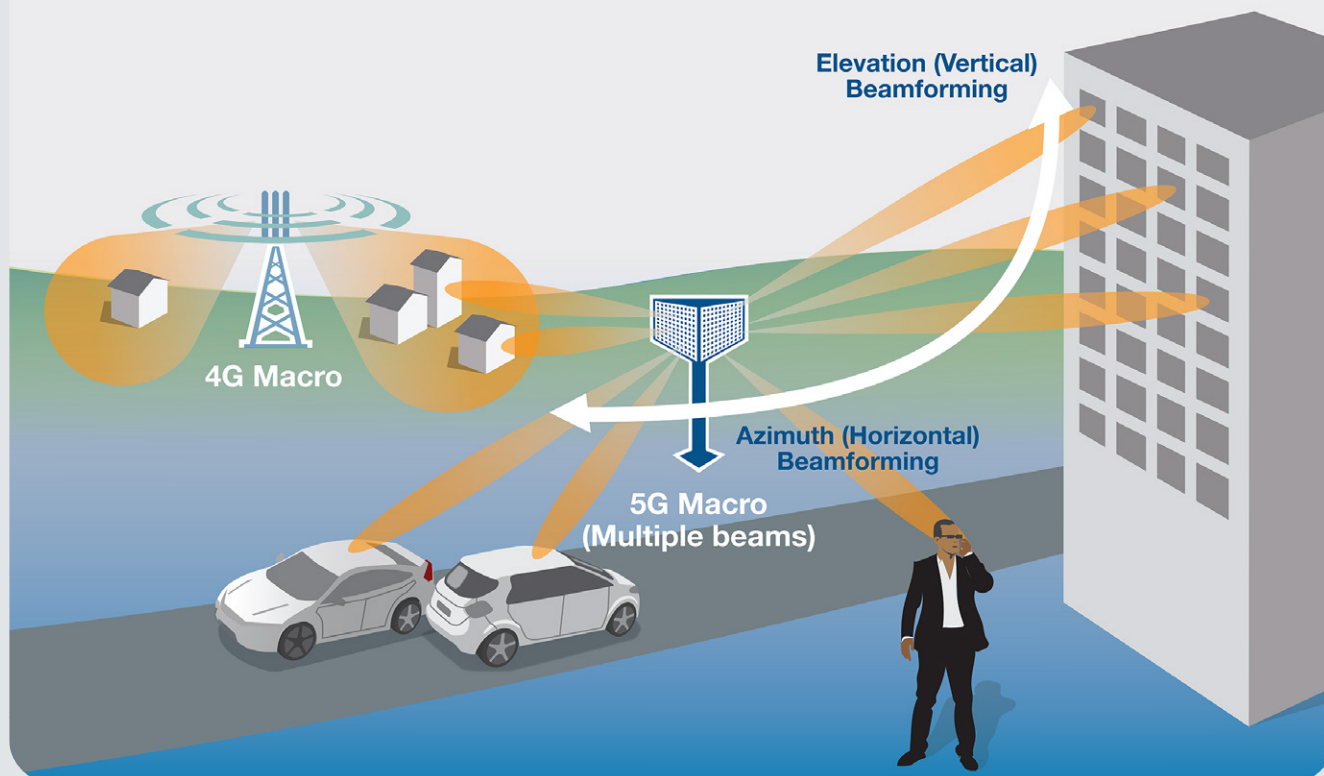 Elevation (Vertical)
Beamforming
4G Macro
Azimuth (Horizontal)
Beamforming
5G Macro
(Multiple beams)